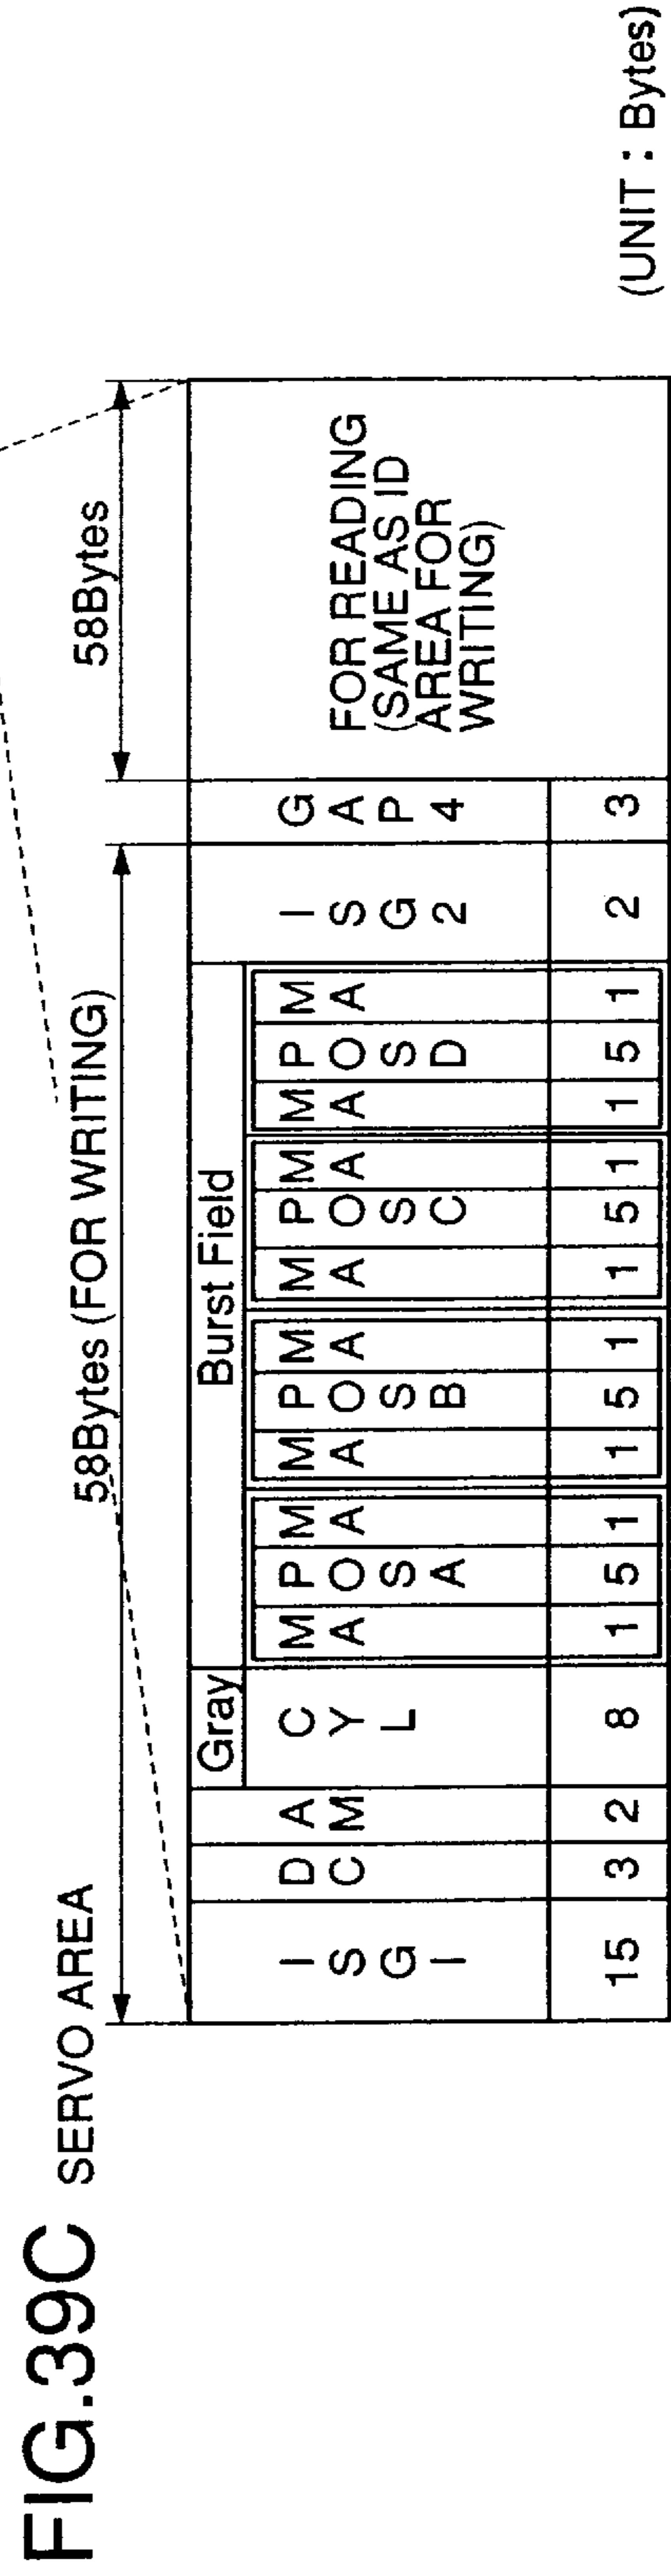 FIG.39C SERVO AREA
58Bytes (FOR WRITING)
58Bytes
Gray
Burst Field
ISGI
DC
AM
CYL
MA
POSA
MA
MA
POSB
MA
MA
POSC
MA
MA
POSD
MA
ISG2
GAP4
FOR READING
(SAME AS ID
AREA FOR
WRITING)
15 3 2 8 1 5 1 1 5 1 1 5 1 1 5 1 2 3
(UNIT : Bytes)